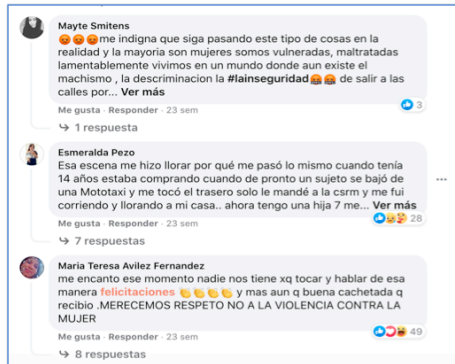 Mayte Smitens
😡😡😡me indigna que siga pasando este tipo de cosas en la
realidad y la mayoria son mujeres somos vulneradas, maltratadas
lamentablemente vivimos en un mundo donde aun existe el
machismo , la descriminacion la #lainseguridad😡😡 de salir a las
calles por... Ver más
Me gusta · Responder · 23 sem
3
1 respuesta
Esmeralda Pezo
Esa escena me hizo llorar por qué me pasó lo mismo cuando tenía
14 años estaba comprando cuando de pronto un sujeto se bajó de
una Mototaxi y me tocó el trasero solo le mandé a la csrm y me fui
corriendo y llorando a mi casa.. ahora tengo una hija 7 me... Ver más
Me gusta · Responder · 23 sem
28
7 respuestas
Maria Teresa Avilez Fernandez
me encanto ese momento nadie nos tiene xq tocar y hablar de esa
manera felicitaciones 👏👏👏👏 y mas aun q buena cachetada q
recibio .MERECEMOS RESPETO NO A LA VIOLENCIA CONTRA LA
MUJER
Me gusta · Responder · 23 sem
49
8 respuestas